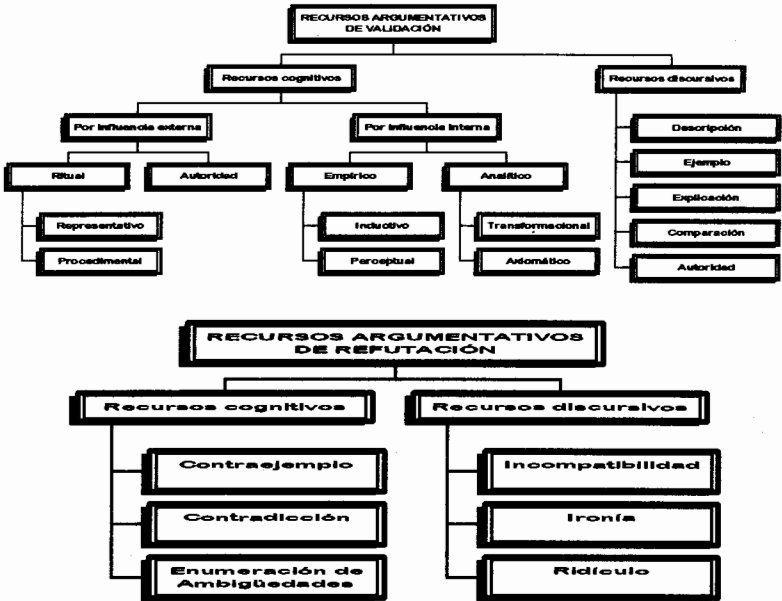 RECURSOS ARGUMENTATIVOS
DE VALIDACIÓN
Recursos cognitivos
Recursos discursivos
Por influencia externa
Por influencia interna
Descripción
Ritual
Autoridad
Empírico
Analítico
Ejemplo
Representativo
Inductivo
Transformacional
Explicación
Procedimental
Perceptual
Axiomático
Comparación
Autoridad
RECURSOS ARGUMENTATIVOS
DE REFUTACIÓN
Recursos cognitivos
Recursos discursivos
Contraejemplo
Incompatibilidad
Contradicción
Ironía
Enumeración de
Ambigüedades
Ridículo